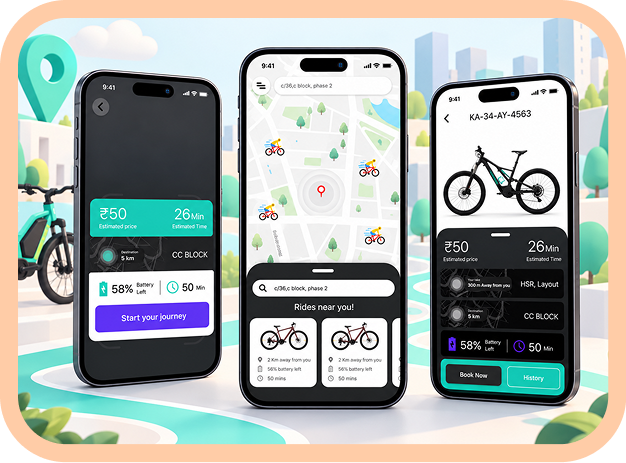 9:41
₹50
26 Min
Estimated price
Estimated Time
Destination
5 km
CC BLOCK
58%
Battery
Left
50 Min
Start your journey
9:41
c/36,c block, phase 2
c/36,c block, phase 2
Rides near you!
2 Km away from you
56% battery left
50 mins
2 Km away from you
56% battery left
50 mins
9:41
KA-34-AY-4563
₹50
26 Min
Estimated price
Estimated Time
300 m Away from you
HSR, Layout
Destination
5 km
CC BLOCK
58%
Battery
Left
50 Min
Book Now
History